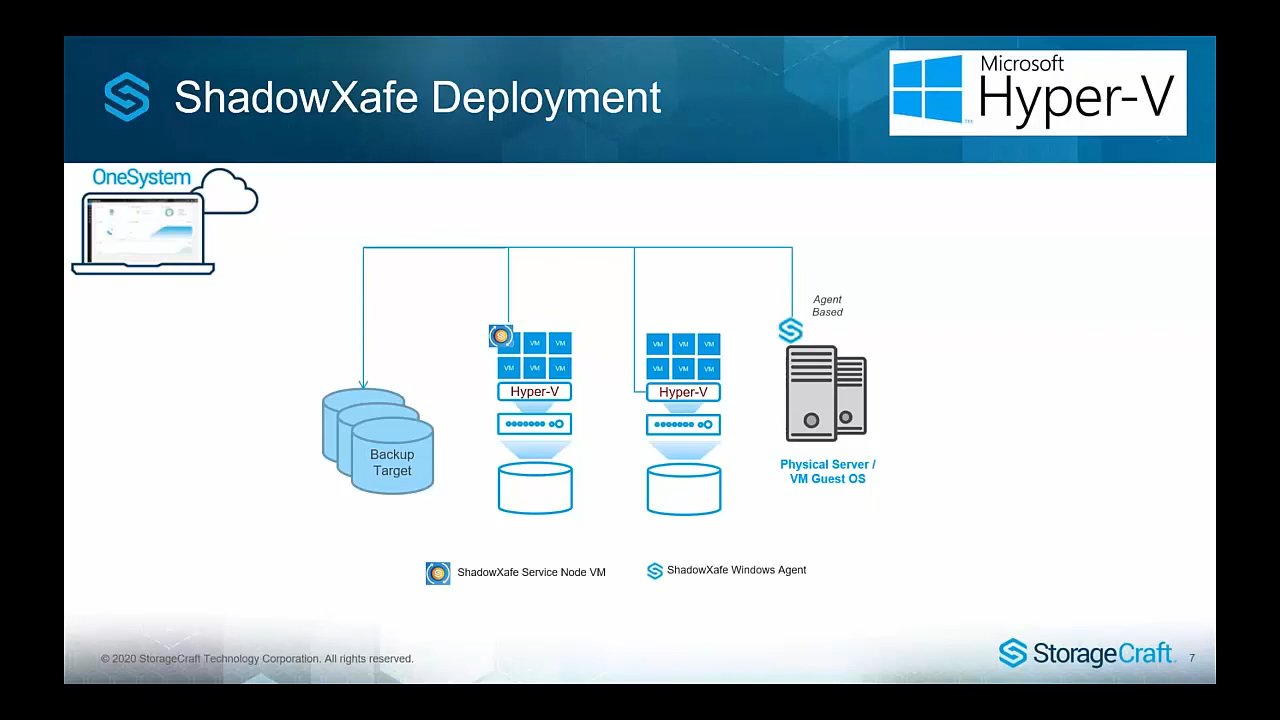 ShadowXafe Deployment
Microsoft
Hyper-V
TM
OneSystem
Agent
Based
VM VM
VM VM VM
VM VM VM
VM VM VM
Hyper-V
Hyper-V
Backup
Target
Physical Server /
VM Guest OS
ShadowXafe Service Node VM
ShadowXafe Windows Agent
© 2020 StorageCraft Technology Corporation. All rights reserved.
StorageCraft
7